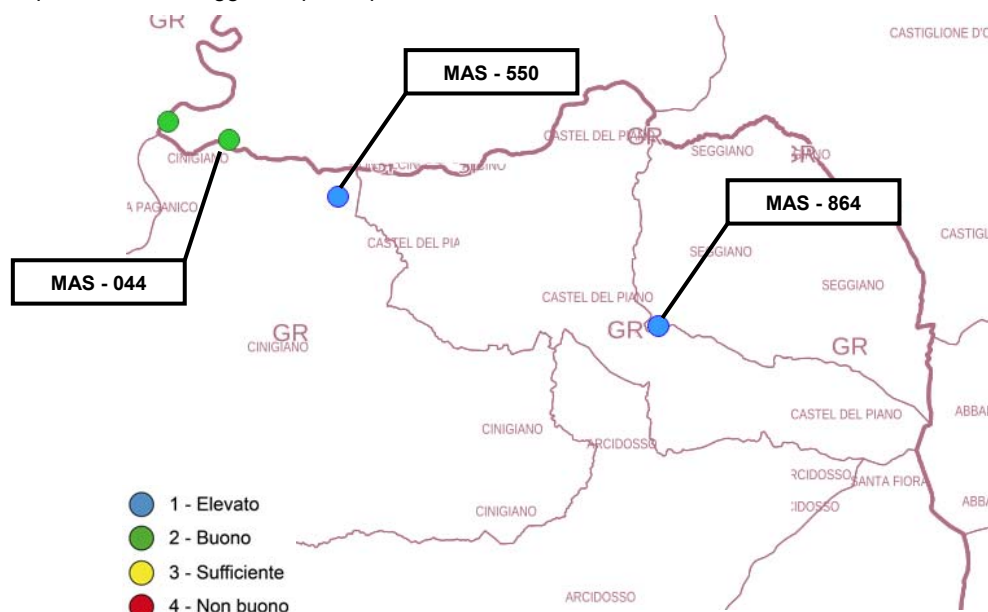 GR
CASTIGLIONE D'O
MAS - 550
CASTEL DEL PIANO
GR
CINIGIANO
SEGGIANO
MAS - 864
A PAGANICO
CASTIGL
CASTEL DEL PIA
SEGGIANO
MAS - 044
SEGGIANO
CASTEL DEL PIANO
GR
GR
GR
CINIGIANO
CASTEL DEL PIANO
ABBA
CINIGIANO
ARCIDOSSO
RCIDOSSO
SANTA FIORA
1 - Elevato
CINIGIANO
CIDOSSO
ABBA
2 - Buono
3 - Sufficiente
4 - Non buono
ARCIDOSSO